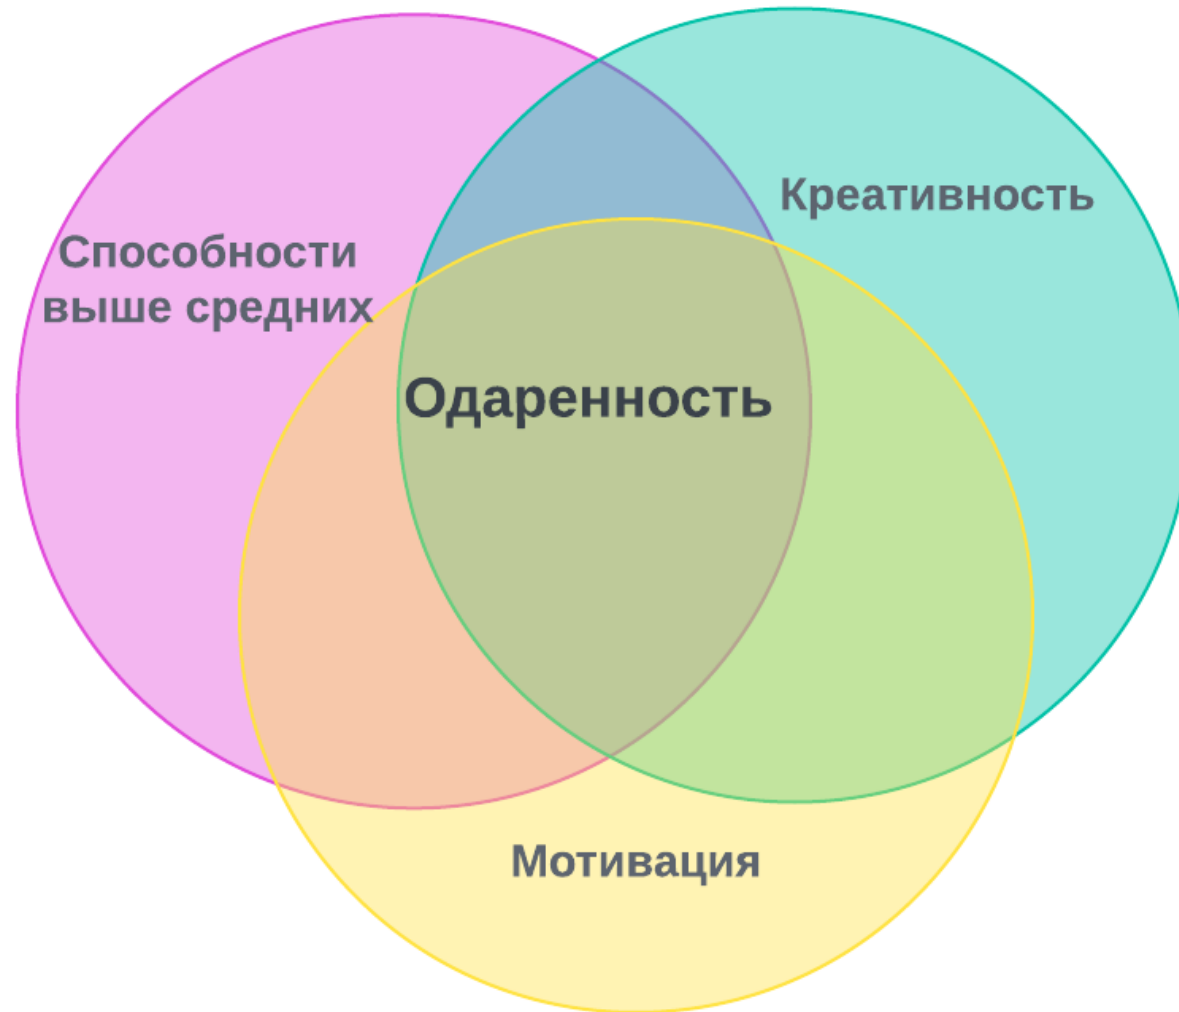 Креативность
Способности
выше средних
Одаренность
Мотивация